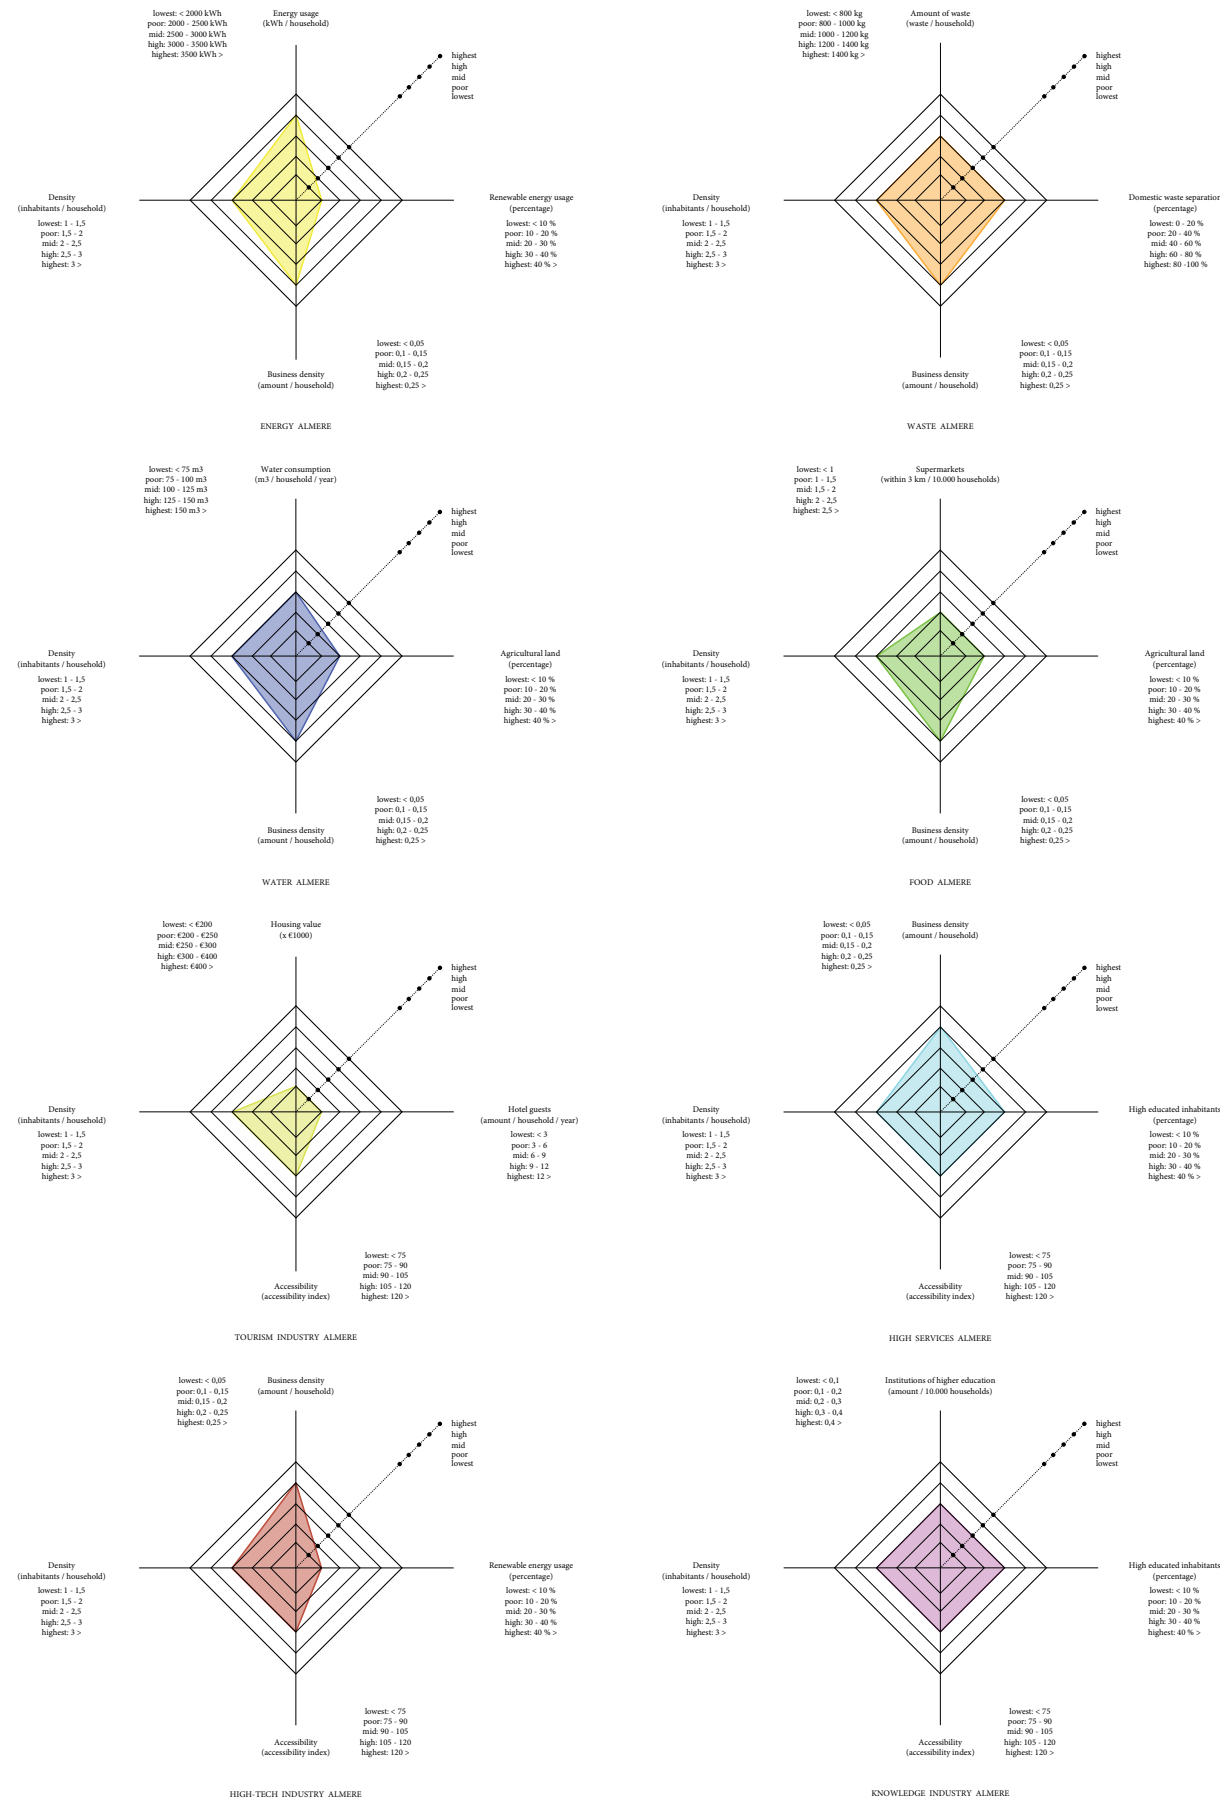 lowest: < 2000 kWh
poor: 2000 - 2500 kWh
mid: 2500 - 3000 kWh
high: 3000 - 3500 kWh
highest: 3500 kWh >
Energy usage
(kWh / household)
highest
high
mid
poor
lowest
Density
(inhabitants / household)
lowest: 1 - 1,5
poor: 1,5 - 2
mid: 2 - 2,5
high: 2,5 - 3
highest: 3 >
Renewable energy usage
(percentage)
lowest: < 10 %
poor: 10 - 20 %
mid: 20 - 30 %
high: 30 - 40 %
highest: 40 % >
lowest: < 0,05
poor: 0,1 - 0,15
mid: 0,15 - 0,2
high: 0,2 - 0,25
highest: 0,25 >
Business density
(amount / household)
ENERGY ALMERE
lowest: < 800 kg
poor: 800 - 1000 kg
mid: 1000 - 1200 kg
high: 1200 - 1400 kg
highest: 1400 kg >
Amount of waste
(waste / household)
highest
high
mid
poor
lowest
Density
(inhabitants / household)
lowest: 1 - 1,5
poor: 1,5 - 2
mid: 2 - 2,5
high: 2,5 - 3
highest: 3 >
Domestic waste separation
(percentage)
lowest: 0 - 20 %
poor: 20 - 40 %
mid: 40 - 60 %
high: 60 - 80 %
highest: 80 -100 %
lowest: < 0,05
poor: 0,1 - 0,15
mid: 0,15 - 0,2
high: 0,2 - 0,25
highest: 0,25 >
Business density
(amount / household)
WASTE ALMERE
lowest: < 75 m3
poor: 75 - 100 m3
mid: 100 - 125 m3
high: 125 - 150 m3
highest: 150 m3 >
Water consumption
(m3 / household / year)
highest
high
mid
poor
lowest
Density
(inhabitants / household)
lowest: 1 - 1,5
poor: 1,5 - 2
mid: 2 - 2,5
high: 2,5 - 3
highest: 3 >
Agricultural land
(percentage)
lowest: < 10 %
poor: 10 - 20 %
mid: 20 - 30 %
high: 30 - 40 %
highest: 40 % >
lowest: < 0,05
poor: 0,1 - 0,15
mid: 0,15 - 0,2
high: 0,2 - 0,25
highest: 0,25 >
Business density
(amount / household)
WATER ALMERE
lowest: < 1
poor: 1 - 1,5
mid: 1,5 - 2
high: 2 - 2,5
highest: 2,5 >
Supermarkets
(within 3 km / 10.000 households)
highest
high
mid
poor
lowest
Density
(inhabitants / household)
lowest: 1 - 1,5
poor: 1,5 - 2
mid: 2 - 2,5
high: 2,5 - 3
highest: 3 >
Agricultural land
(percentage)
lowest: < 10 %
poor: 10 - 20 %
mid: 20 - 30 %
high: 30 - 40 %
highest: 40 % >
lowest: < 0,05
poor: 0,1 - 0,15
mid: 0,15 - 0,2
high: 0,2 - 0,25
highest: 0,25 >
Business density
(amount / household)
FOOD ALMERE
lowest: < €200
poor: €200 - €250
mid: €250 - €300
high: €300 - €400
highest: €400 >
Housing value
(x €1000)
highest
high
mid
poor
lowest
Density
(inhabitants / household)
lowest: 1 - 1,5
poor: 1,5 - 2
mid: 2 - 2,5
high: 2,5 - 3
highest: 3 >
Hotel guests
(amount / household / year)
lowest: < 3
poor: 3 - 6
mid: 6 - 9
high: 9 - 12
highest: 12 >
lowest: < 75
poor: 75 - 90
mid: 90 - 105
high: 105 - 120
highest: 120 >
Accessibility
(accessibility index)
TOURISM INDUSTRY ALMERE
lowest: < 0,05
poor: 0,1 - 0,15
mid: 0,15 - 0,2
high: 0,2 - 0,25
highest: 0,25 >
Business density
(amount / household)
highest
high
mid
poor
lowest
Density
(inhabitants / household)
lowest: 1 - 1,5
poor: 1,5 - 2
mid: 2 - 2,5
high: 2,5 - 3
highest: 3 >
High educated inhabitants
(percentage)
lowest: < 10 %
poor: 10 - 20 %
mid: 20 - 30 %
high: 30 - 40 %
highest: 40 % >
lowest: < 75
poor: 75 - 90
mid: 90 - 105
high: 105 - 120
highest: 120 >
Accessibility
(accessibility index)
HIGH SERVICES ALMERE
lowest: < 0,05
poor: 0,1 - 0,15
mid: 0,15 - 0,2
high: 0,2 - 0,25
highest: 0,25 >
Business density
(amount / household)
highest
high
mid
poor
lowest
Density
(inhabitants / household)
lowest: 1 - 1,5
poor: 1,5 - 2
mid: 2 - 2,5
high: 2,5 - 3
highest: 3 >
Renewable energy usage
(percentage)
lowest: < 10 %
poor: 10 - 20 %
mid: 20 - 30 %
high: 30 - 40 %
highest: 40 % >
lowest: < 75
poor: 75 - 90
mid: 90 - 105
high: 105 - 120
highest: 120 >
Accessibility
(accessibility index)
HIGH-TECH INDUSTRY ALMERE
lowest: < 0,1
poor: 0,1 - 0,2
mid: 0,2 - 0,3
high: 0,3 - 0,4
highest: 0,4 >
Institutions of higher education
(amount / 10.000 households)
highest
high
mid
poor
lowest
Density
(inhabitants / household)
lowest: 1 - 1,5
poor: 1,5 - 2
mid: 2 - 2,5
high: 2,5 - 3
highest: 3 >
High educated inhabitants
(percentage)
lowest: < 10 %
poor: 10 - 20 %
mid: 20 - 30 %
high: 30 - 40 %
highest: 40 % >
lowest: < 75
poor: 75 - 90
mid: 90 - 105
high: 105 - 120
highest: 120 >
Accessibility
(accessibility index)
KNOWLEDGE INDUSTRY ALMERE